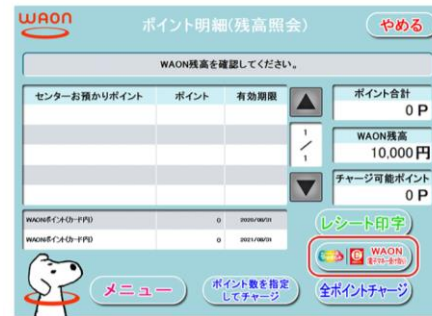 WAON
ポイント明細(残高照会)
やめる
WAON残高を確認してください。
センターお預かりポイント ポイント 有効期限
1
/
1
ポイント合計
0 P
WAON残高
10,000 円
チャージ可能ポイント
0 P
WAONポイント(カード内) 0 2020/08/31
WAONポイント(カード内) 0 2021/08/31
レシート印字
WAON
メニュー
ポイント数を指定
してチャージ
全ポイントチャージ